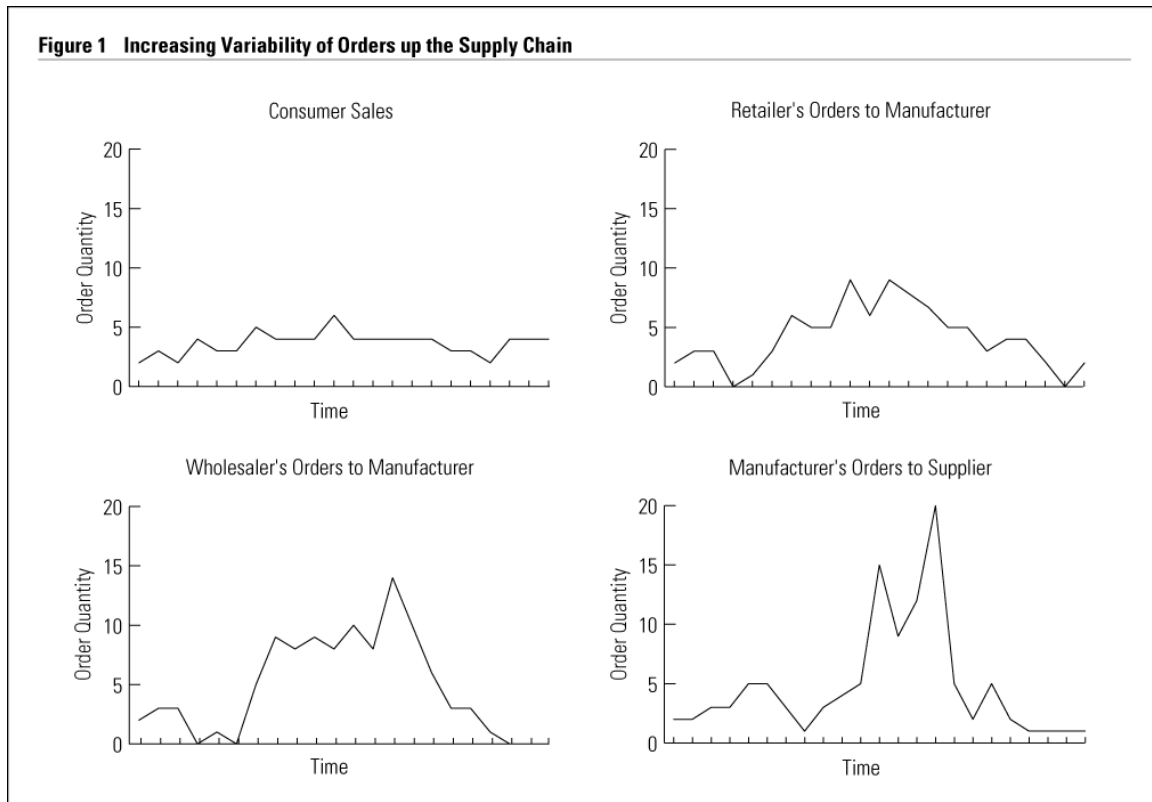 Figure 1 Increasing Variability of Orders up the Supply Chain
Consumer Sales
20
15
10
5
0
Order Quantity
Time
Retailer's Orders to Manufacturer
20
15
10
5
0
Order Quantity
Time
Wholesaler's Orders to Manufacturer
20
15
10
5
0
Order Quantity
Time
Manufacturer's Orders to Supplier
20
15
10
5
0
Order Quantity
Time